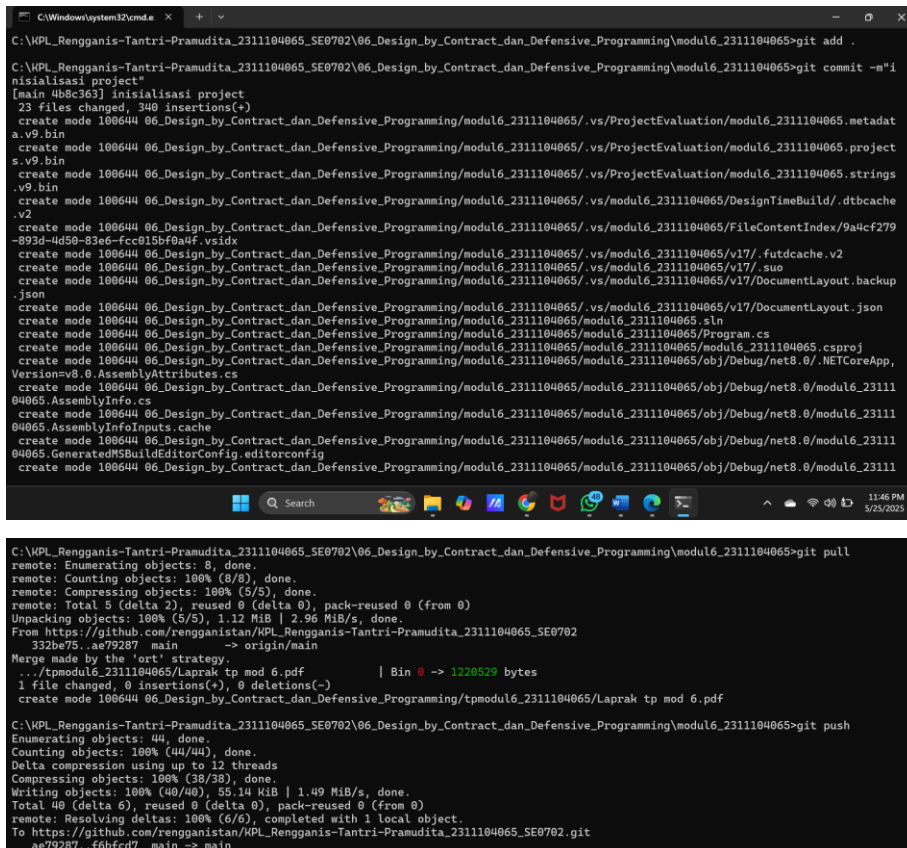 C:\Windows\system32\cmd.e
C:\KPL_Rengganis-Tantri-Pramudita_2311104065_SE0702\06_Design_by_Contract_dan_Defensive_Programming\modul6_2311104065>git add .
C:\KPL_Rengganis-Tantri-Pramudita_2311104065_SE0702\06_Design_by_Contract_dan_Defensive_Programming\modul6_2311104065>git commit -m"i
nisialisasi project"
[main 4b8c363] inisialisasi project
 23 files changed, 340 insertions(+)
 create mode 100644 06_Design_by_Contract_dan_Defensive_Programming/modul6_2311104065/.vs/ProjectEvaluation/modul6_2311104065.metadat
a.v9.bin
 create mode 100644 06_Design_by_Contract_dan_Defensive_Programming/modul6_2311104065/.vs/ProjectEvaluation/modul6_2311104065.project
s.v9.bin
 create mode 100644 06_Design_by_Contract_dan_Defensive_Programming/modul6_2311104065/.vs/ProjectEvaluation/modul6_2311104065.strings
.v9.bin
 create mode 100644 06_Design_by_Contract_dan_Defensive_Programming/modul6_2311104065/.vs/modul6_2311104065/DesignTimeBuild/.dtbcache
.v2
 create mode 100644 06_Design_by_Contract_dan_Defensive_Programming/modul6_2311104065/.vs/modul6_2311104065/FileContentIndex/9a4cf279
-893d-4d50-83e6-fcc015bf0a4f.vsidx
 create mode 100644 06_Design_by_Contract_dan_Defensive_Programming/modul6_2311104065/.vs/modul6_2311104065/v17/.futdcache.v2
 create mode 100644 06_Design_by_Contract_dan_Defensive_Programming/modul6_2311104065/.vs/modul6_2311104065/v17/.suo
 create mode 100644 06_Design_by_Contract_dan_Defensive_Programming/modul6_2311104065/.vs/modul6_2311104065/v17/DocumentLayout.backup
.json
 create mode 100644 06_Design_by_Contract_dan_Defensive_Programming/modul6_2311104065/.vs/modul6_2311104065/v17/DocumentLayout.json
 create mode 100644 06_Design_by_Contract_dan_Defensive_Programming/modul6_2311104065/modul6_2311104065.sln
 create mode 100644 06_Design_by_Contract_dan_Defensive_Programming/modul6_2311104065/modul6_2311104065/Program.cs
 create mode 100644 06_Design_by_Contract_dan_Defensive_Programming/modul6_2311104065/modul6_2311104065/modul6_2311104065.csproj
 create mode 100644 06_Design_by_Contract_dan_Defensive_Programming/modul6_2311104065/modul6_2311104065/obj/Debug/net8.0/.NETCoreApp,
Version=v8.0.AssemblyAttributes.cs
 create mode 100644 06_Design_by_Contract_dan_Defensive_Programming/modul6_2311104065/modul6_2311104065/obj/Debug/net8.0/modul6_23111
04065.AssemblyInfo.cs
 create mode 100644 06_Design_by_Contract_dan_Defensive_Programming/modul6_2311104065/modul6_2311104065/obj/Debug/net8.0/modul6_23111
04065.AssemblyInfoInputs.cache
 create mode 100644 06_Design_by_Contract_dan_Defensive_Programming/modul6_2311104065/modul6_2311104065/obj/Debug/net8.0/modul6_23111
04065.GeneratedMSBuildEditorConfig.editorconfig
 create mode 100644 06_Design_by_Contract_dan_Defensive_Programming/modul6_2311104065/modul6_2311104065/obj/Debug/net8.0/modul6_23111
Search
48
11:46 PM
5/25/2025
C:\KPL_Rengganis-Tantri-Pramudita_2311104065_SE0702\06_Design_by_Contract_dan_Defensive_Programming\modul6_2311104065>git pull
remote: Enumerating objects: 8, done.
remote: Counting objects: 100% (8/8), done.
remote: Compressing objects: 100% (5/5), done.
remote: Total 5 (delta 2), reused 0 (delta 0), pack-reused 0 (from 0)
Unpacking objects: 100% (5/5), 1.12 MiB | 2.96 MiB/s, done.
From https://github.com/rengganistan/KPL_Rengganis-Tantri-Pramudita_2311104065_SE0702
   332be75..ae79287  main       -> origin/main
Merge made by the 'ort' strategy.
 .../tpmodul6_2311104065/Laprak tp mod 6.pdf        | Bin 0 -> 1220529 bytes
 1 file changed, 0 insertions(+), 0 deletions(-)
 create mode 100644 06_Design_by_Contract_dan_Defensive_Programming/tpmodul6_2311104065/Laprak tp mod 6.pdf
C:\KPL_Rengganis-Tantri-Pramudita_2311104065_SE0702\06_Design_by_Contract_dan_Defensive_Programming\modul6_2311104065>git push
Enumerating objects: 44, done.
Counting objects: 100% (44/44), done.
Delta compression using up to 12 threads
Compressing objects: 100% (38/38), done.
Writing objects: 100% (40/40), 55.14 KiB | 1.49 MiB/s, done.
Total 40 (delta 6), reused 0 (delta 0), pack-reused 0 (from 0)
remote: Resolving deltas: 100% (6/6), completed with 1 local object.
To https://github.com/rengganistan/KPL_Rengganis-Tantri-Pramudita_2311104065_SE0702.git
   ae79287..f6bfcd7  main -> main